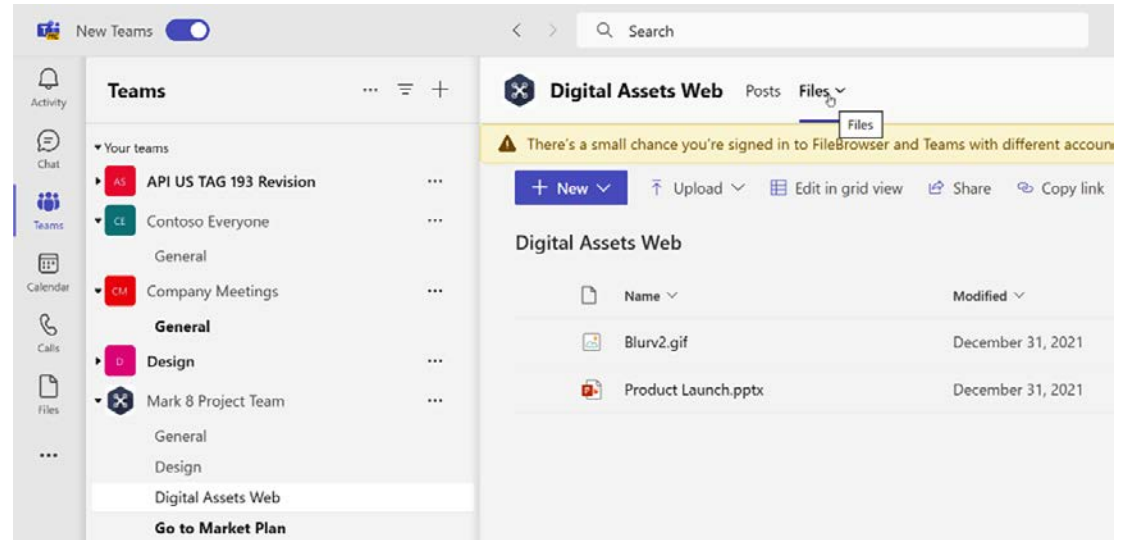 New Teams
Search
Activity
Chat
Teams
Calendar
Calls
Files
Teams
Your teams
AS API US TAG 193 Revision
CE Contoso Everyone
General
CM Company Meetings
General
D Design
Mark 8 Project Team
General
Design
Digital Assets Web
Go to Market Plan
Digital Assets Web Posts Files
Files
There's a small chance you're signed in to FileBrowser and Teams with different
New Upload Edit in grid view Share Copy link
Digital Assets Web
Name Modified
Blurv2.gif December 31, 2021
Product Launch.pptx December 31, 2021